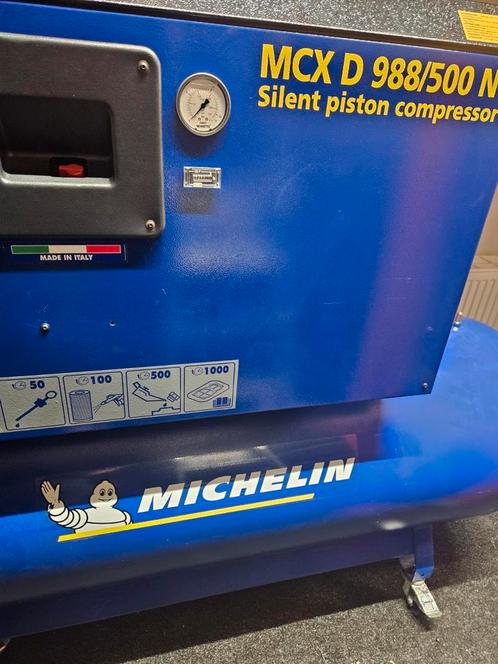 MCX D 988/500 N
Silent piston compressor
MADE IN ITALY
50
100
500
1000
MICHELIN